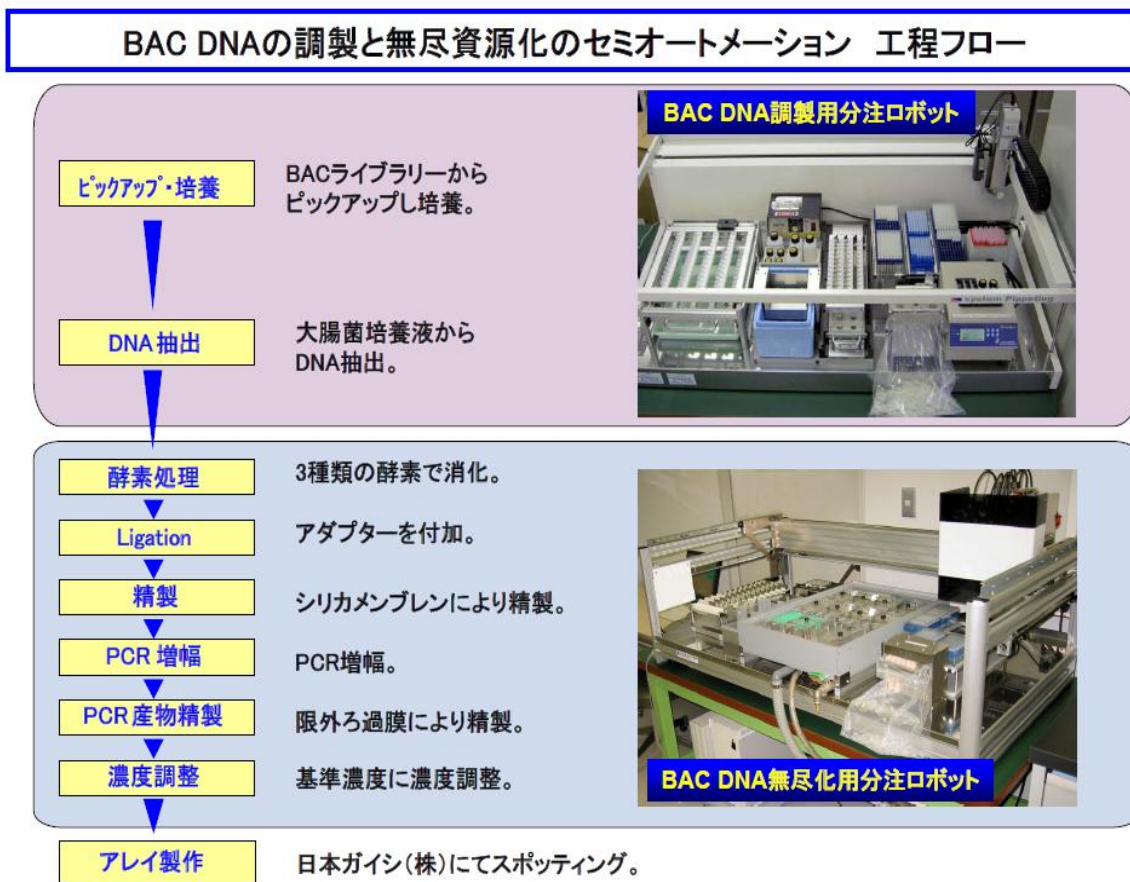 BAC DNAの調製と無尽資源化のセミオートメーション 工程フロー
BAC DNA調製用分注ロボット
ピックアップ・培養
BACライブラリーから
ピックアップし培養。
system Pippeting
DNA 抽出
大腸菌培養液から
DNA抽出。
酵素処理
3種類の酵素で消化。
Ligation
アダプターを付加。
精製
シリカメンブレンにより精製。
PCR 増幅
PCR増幅。
PCR 産物精製
限外ろ過膜により精製。
濃度調整
基準濃度に濃度調整。
BAC DNA無尽化用分注ロボット
アレイ製作
日本ガイシ(株)にてスポッティング。